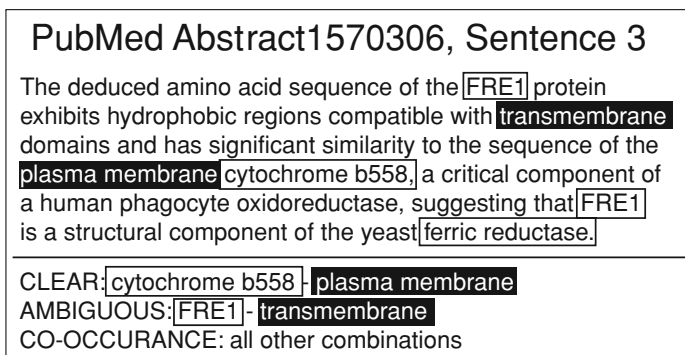 PubMed Abstract1570306, Sentence 3
The deduced amino acid sequence of the FRE1 protein
exhibits hydrophobic regions compatible with transmembrane
domains and has significant similarity to the sequence of the
plasma membrane cytochrome b558, a critical component of
a human phagocyte oxidoreductase, suggesting that FRE1
is a structural component of the yeast ferric reductase.
CLEAR: cytochrome b558 - plasma membrane
AMBIGUOUS: FRE1 - transmembrane
CO-OCCURANCE: all other combinations